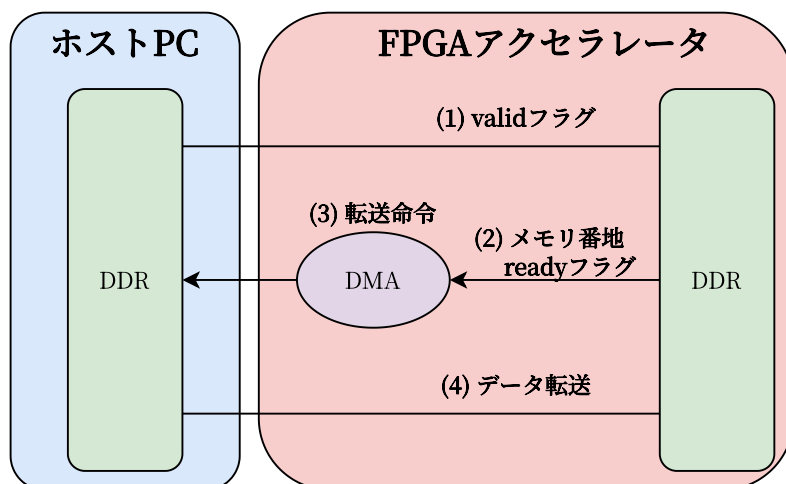 ホストPC
FPGAアクセラレータ
(1) validフラグ
(3) 転送命令
(2) メモリ番地
readyフラグ
DDR
DMA
DDR
(4) データ転送